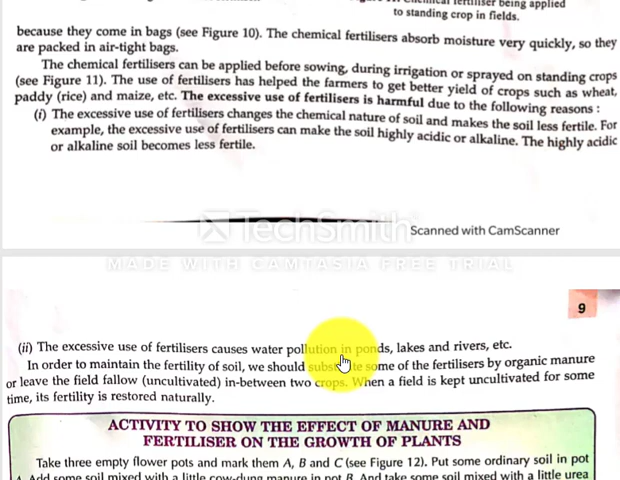 to standing crop in fields.
because they come in bags (see Figure 10). The chemical fertilisers absorb moisture very quickly, so they
are packed in air-tight bags.
The chemical fertilisers can be applied before sowing, during irrigation or sprayed on standing crops
(see Figure 11). The use of fertilisers has helped the farmers to get better yield of crops such as wheat,
paddy (rice) and maize, etc. The excessive use of fertilisers is harmful due to the following reasons :
(i) The excessive use of fertilisers changes the chemical nature of soil and makes the soil less fertile. For
example, the excessive use of fertilisers can make the soil highly acidic or alkaline. The highly acidic
or alkaline soil becomes less fertile.
TechSmith
Scanned with CamScanner
MADE WITH CAMTASIA FREE TRIAL
9
(ii) The excessive use of fertilisers causes water pollution in ponds, lakes and rivers, etc.
In order to maintain the fertility of soil, we should some of the fertilisers by organic manure
or leave the field fallow (uncultivated) in-between two crops. When a field is kept uncultivated for some
time, its fertility is restored naturally.
ACTIVITY TO SHOW THE EFFECT OF MANURE AND
FERTILISER ON THE GROWTH OF PLANTS
Take three empty flower pots and mark them A, B and C (see Figure 12). Put some ordinary soil in pot
Add some soil mixed with a little cow-dung manure in pot B. And take some soil mixed with a little urea